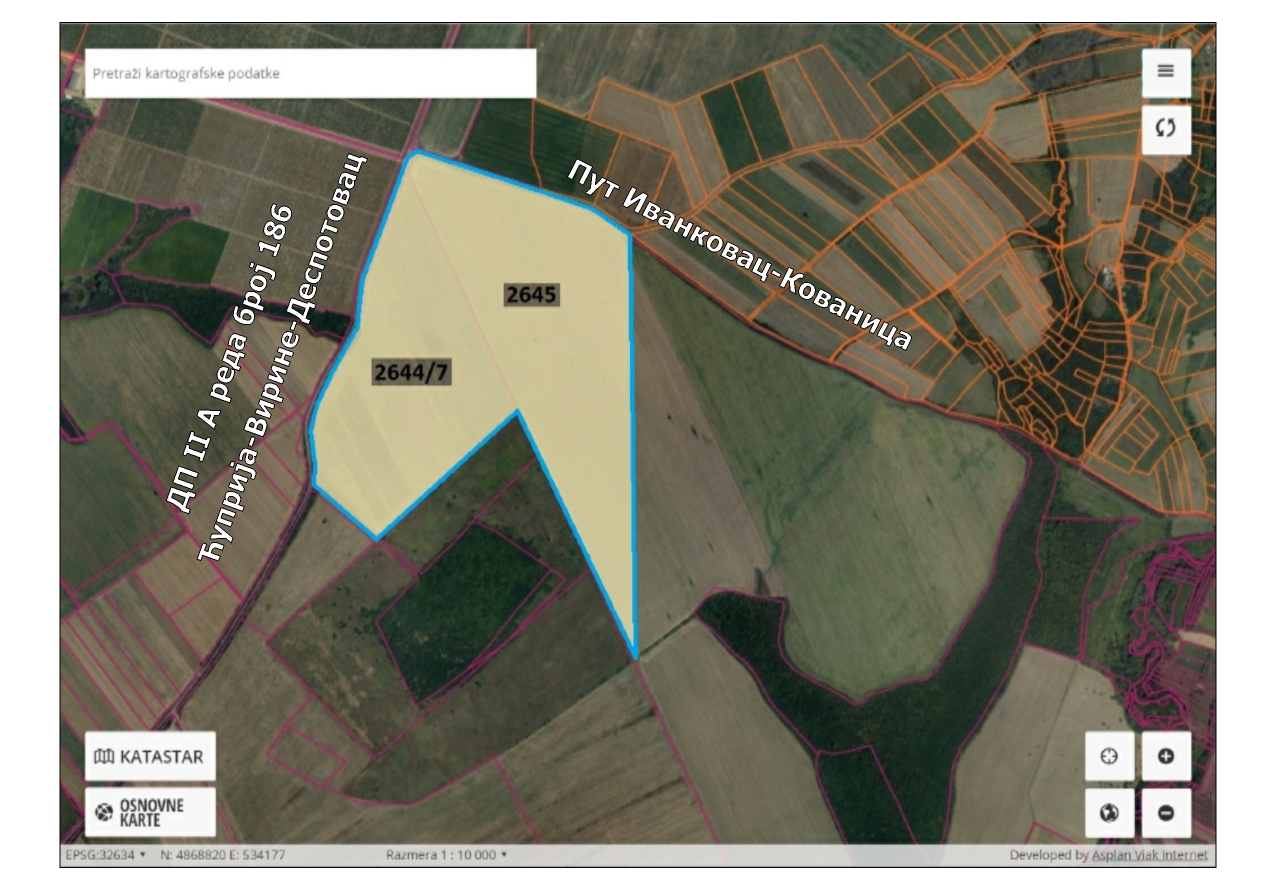 Pretraži kartografske podatke
Пут Иванковац-Кованица
ДП II А реда број 186
Ћуприја-Вирине-Деспотовац
2645
2644/7
KATASTAR
OSNOVNE
KARTE
EPSG:32634 N: 4868820 E: 534177 Razmera 1 : 10 000 Developed by Asplan Viak Internet